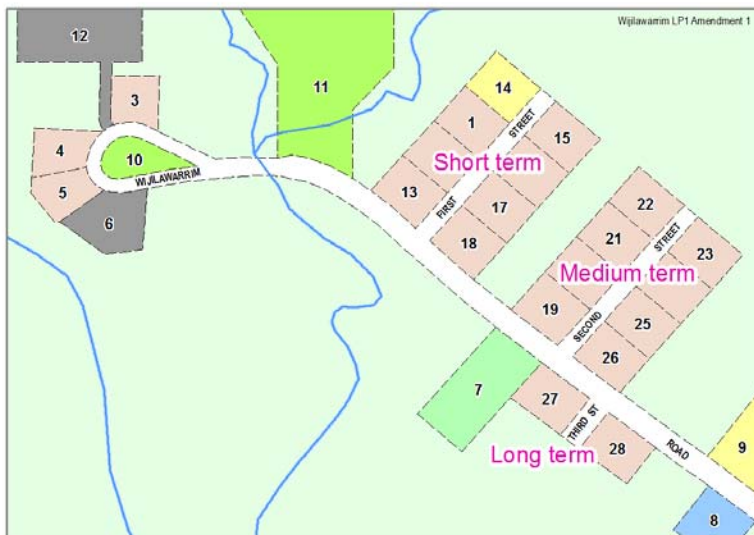 Wijilawarrim LP1 Amendment 1
12
3
4
10
5
WIJILAWARRIM
6
11
14
1
STREET
15
Short term
13
17
FIRST
18
22
21
STREET
23
Medium term
19
25
SECOND
26
7
27
THIRD ST
28
Long term
ROAD
9
8